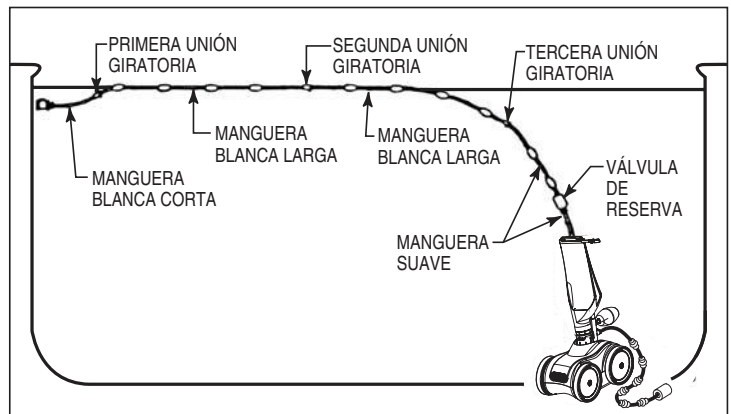 PRIMERA UNIÓN
GIRATORIA
SEGUNDA UNIÓN
GIRATORIA
TERCERA UNIÓN
GIRATORIA
MANGUERA
BLANCA CORTA
MANGUERA
BLANCA LARGA
MANGUERA
BLANCA LARGA
MANGUERA
SUAVE
VÁLVULA
DE
RESERVA